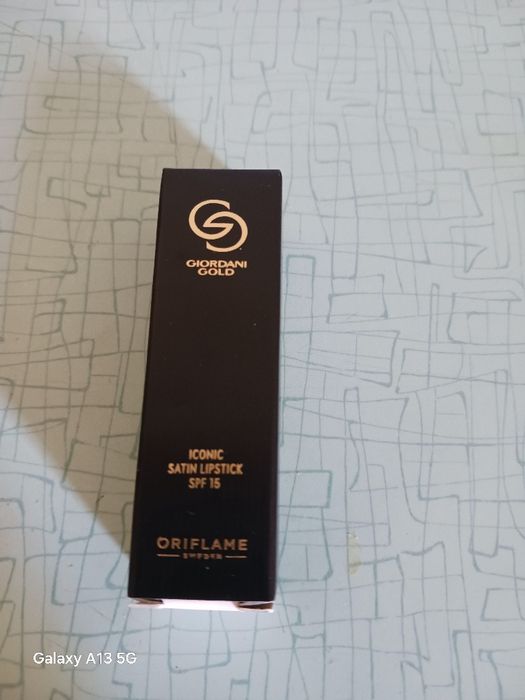 GIORDANI
GOLD
ICONIC
SATIN LIPSTICK
SPF 15
ORIFLAME
SWEDEN
Galaxy A13 5G